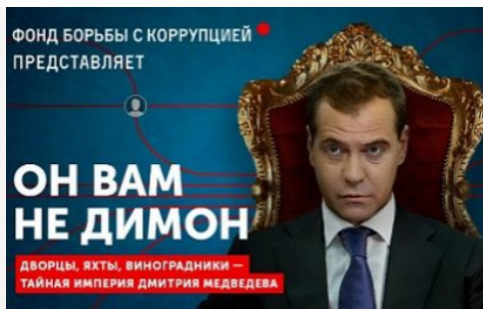 ФОНД БОРЬБЫ С КОРРУПЦИЕЙ
ПРЕДСТАВЛЯЕТ
ОН ВАМ
НЕ ДИМОН
ДВОРЦЫ, ЯХТЫ, ВИНОГРАДНИКИ —
ТАЙНАЯ ИМПЕРИЯ ДМИТРИЯ МЕДВЕДЕВА